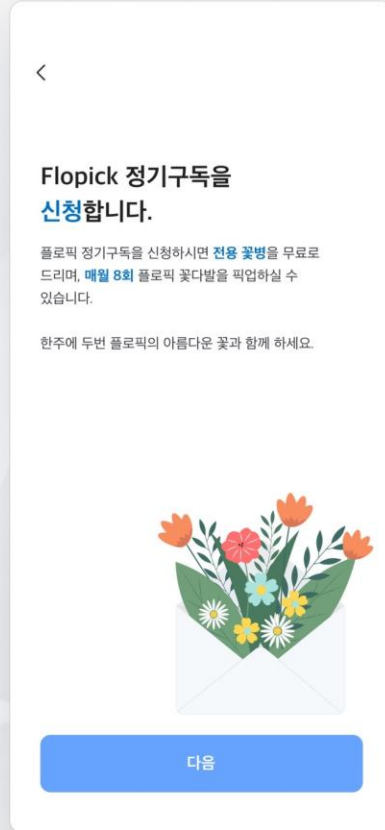 Flopick 정기구독을
신청합니다.
플로픽 정기구독을 신청하시면 전용 꽃병을 무료로
드리며, 매월 8회 플로픽 꽃다발을 픽업하실 수
있습니다.
한주에 두번 플로픽의 아름다운 꽃과 함께 하세요.
다음